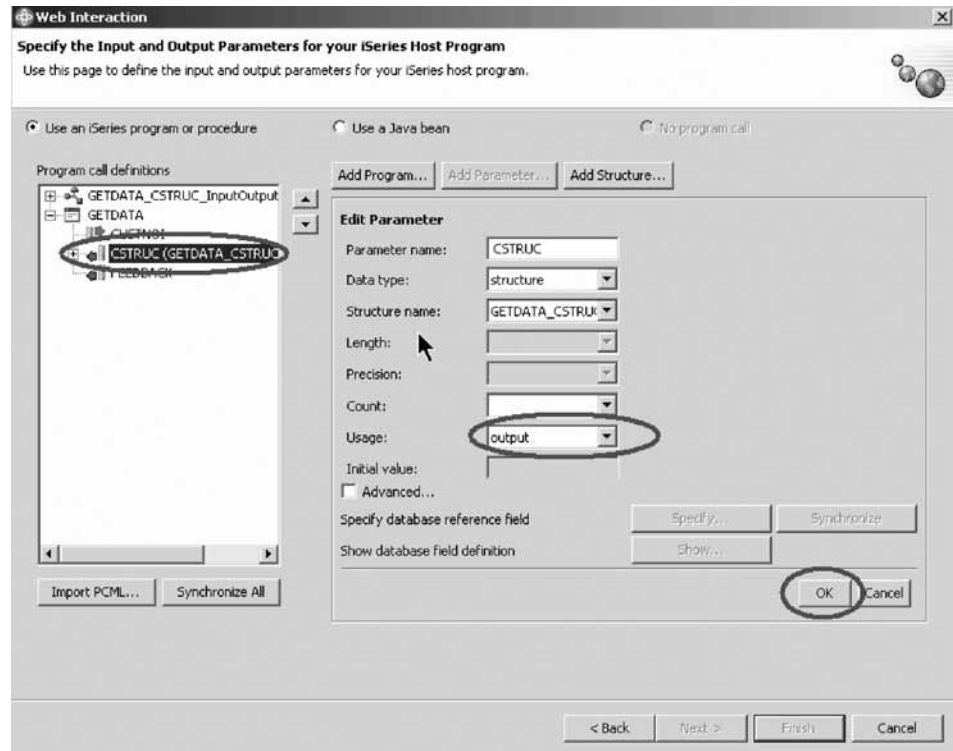 Web Interaction
Specify the Input and Output Parameters for your iSeries Host Program
Use this page to define the input and output parameters for your iSeries host program.
Use an iSeries program or procedure
Use a Java bean
No program call
Program call definitions
Add Program...
Add Parameter...
Add Structure...
GETDATA_CSTRUC_InputOutput
GETDATA
CUSTNOI
CSTRUC (GETDATA_CSTRUC
FEEDBACK
Edit Parameter
Parameter name: CSTRUC
Data type: structure
Structure name: GETDATA_CSTRUC
Length:
Precision:
Count:
Usage: output
Initial value:
Advanced...
Specify database reference field
Specify...
Synchronize
Show database field definition
Show...
Import PCML...
Synchronize All
OK
Cancel
< Back
Next >
Finish
Cancel